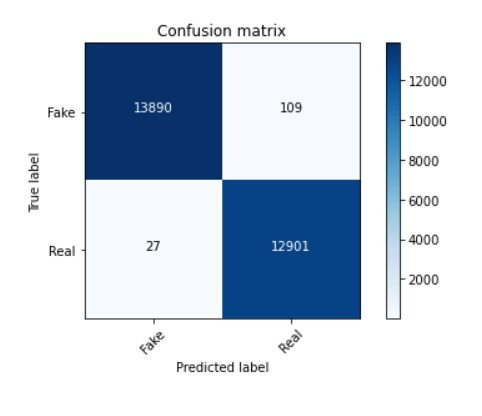 Confusion matrix
Fake
13890
109
Real
27
12901
True label
Fake
Real
Predicted label
12000
10000
8000
6000
4000
2000